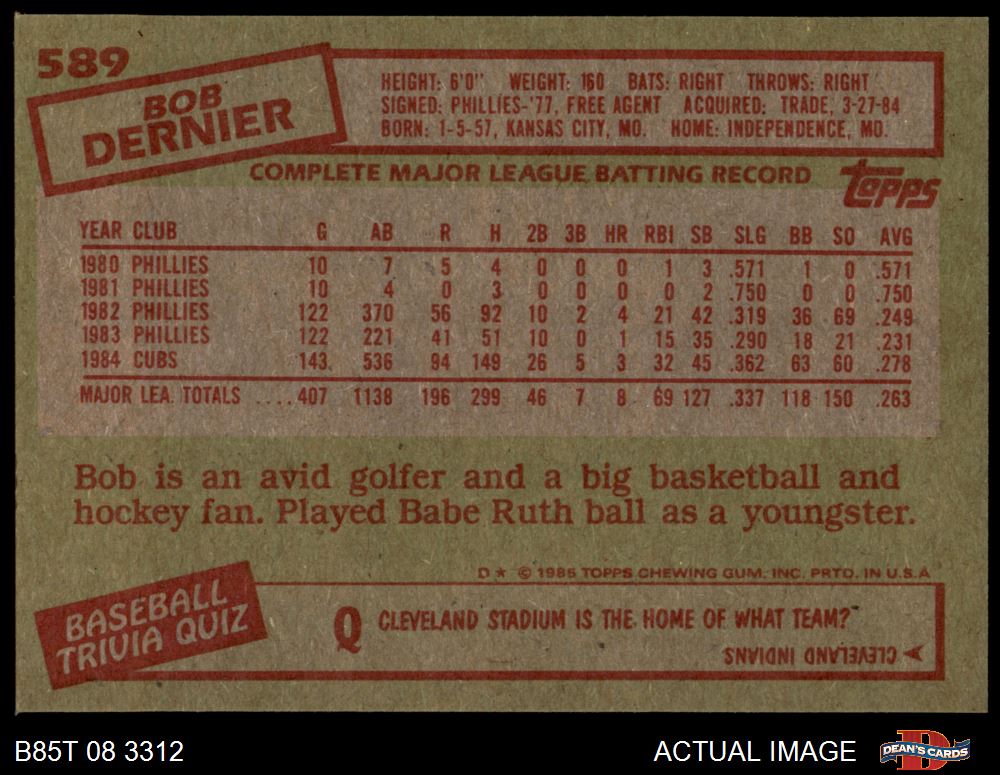 589
BOB
DERNIER
HEIGHT: 6'0" WEIGHT: 160 BATS: RIGHT THROWS: RIGHT
SIGNED: PHILLIES-'77, FREE AGENT ACQUIRED: TRADE, 3-27-84
BORN: 1-5-57, KANSAS CITY, MO. HOME: INDEPENDENCE, MO.
COMPLETE MAJOR LEAGUE BATTING RECORD
topps
YEAR CLUB G AB R H 2B 3B HR RBI SB SLG BB SO AVG
1980 PHILLIES 10 7 5 4 0 0 0 1 3 .571 1 0 .571
1981 PHILLIES 10 4 0 3 0 0 0 0 2 .750 0 0 .750
1982 PHILLIES 122 370 56 92 10 2 4 21 42 .319 36 69 .249
1983 PHILLIES 122 221 41 51 10 0 1 15 35 .290 18 21 .231
1984 CUBS 143 536 94 149 26 5 3 32 45 .362 63 60 .278
MAJOR LEA. TOTALS ....407 1138 196 299 46 7 8 69 127 .337 118 150 .263
Bob is an avid golfer and a big basketball and
hockey fan. Played Babe Ruth ball as a youngster.
D ★ © 1985 TOPPS CHEWING GUM, INC. PRTD. IN U.S.A
BASEBALL
TRIVIA QUIZ
Q CLEVELAND STADIUM IS THE HOME OF WHAT TEAM?
CLEVELAND INDIANS
B85T 08 3312
ACTUAL IMAGE
D
DEAN'S CARDS